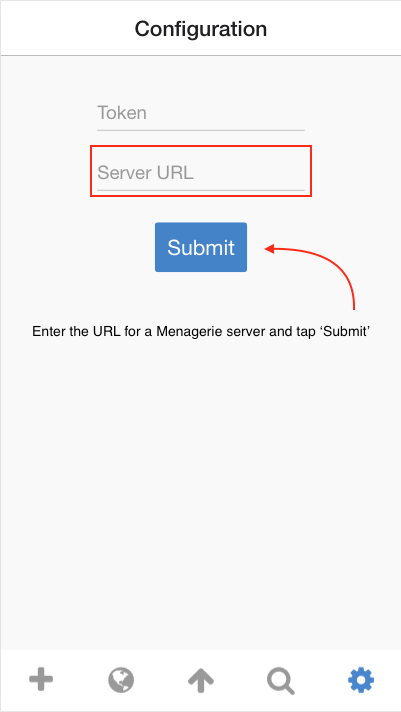 Configuration
Token
Server URL
Submit
Enter the URL for a Menagerie server and tap ‘Submit’